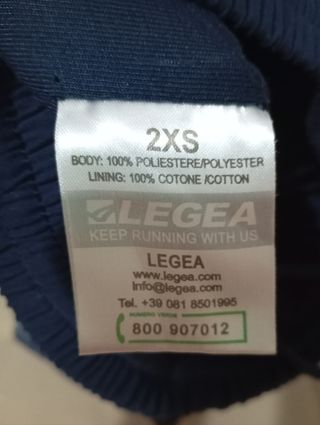 2XS
BODY: 100% POLIESTERE/POLYESTER
LINING: 100% COTONE /COTTON
LEGEA
KEEP RUNNING WITH US
LEGEA
www.legea.com
Info@legea.com
Tel. +39 081 8501995
NUMERO VERDE
800 907012